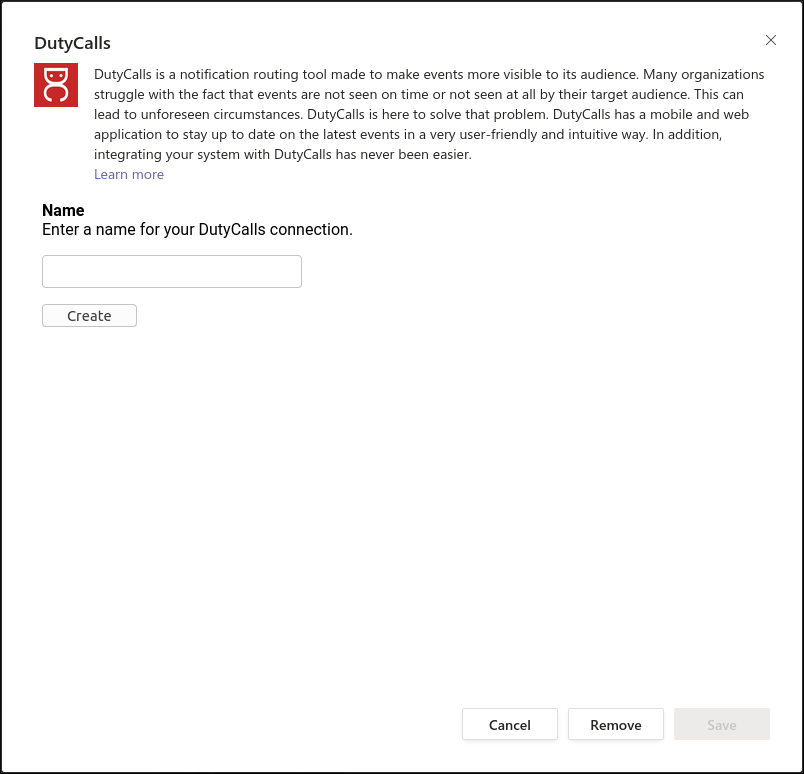 DutyCalls
DutyCalls is a notification routing tool made to make events more visible to its audience. Many organizations
struggle with the fact that events are not seen on time or not seen at all by their target audience. This can
lead to unforeseen circumstances. DutyCalls is here to solve that problem. DutyCalls has a mobile and web
application to stay up to date on the latest events in a very user-friendly and intuitive way. In addition,
integrating your system with DutyCalls has never been easier.
Learn more
Name
Enter a name for your DutyCalls connection.
Create
Cancel
Remove
Save